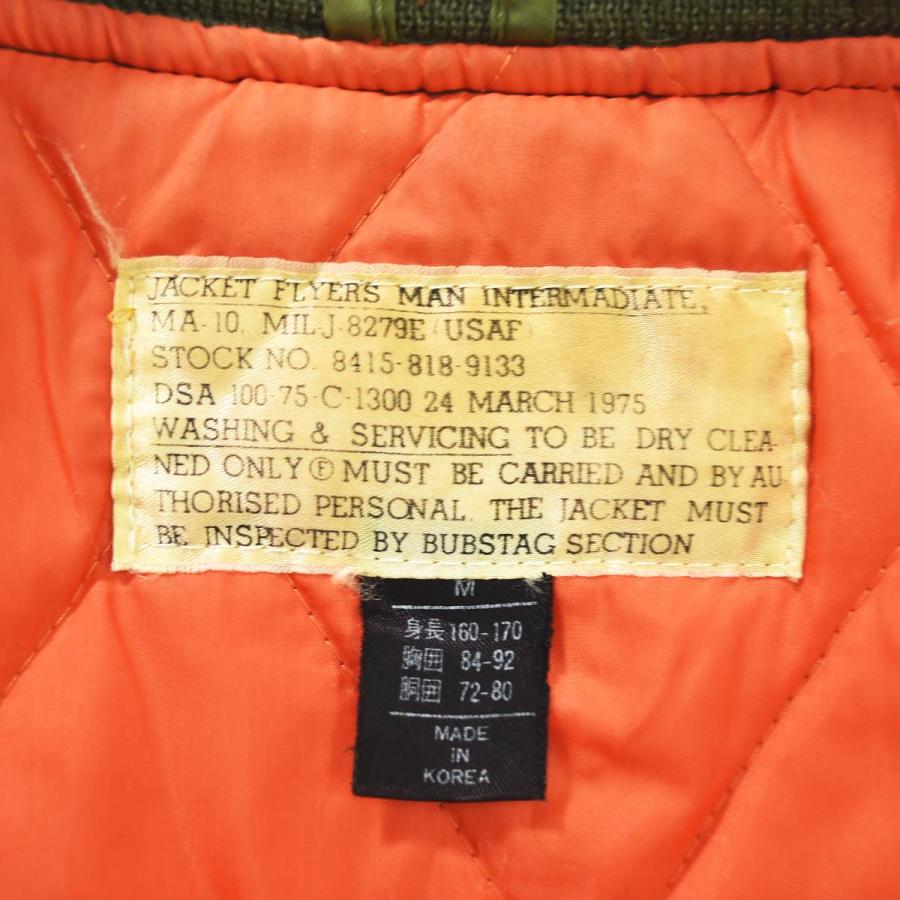 JACKET FLYERS MAN INTERMADIATE,
MA-10. MIL-J-8279E (USAF)
STOCK NO. 8415-818-9133
DSA 100-75-C-1300 24 MARCH 1975
WASHING & SERVICING TO BE DRY CLEA-
NED ONLY Ⓕ MUST BE CARRIED AND BY AU
THORISED PERSONAL. THE JACKET MUST
BE INSPECTED BY BUBSTAG SECTION
M
身長 160-170
胸囲 84-92
胴囲 72-80
MADE
iN
KOREA